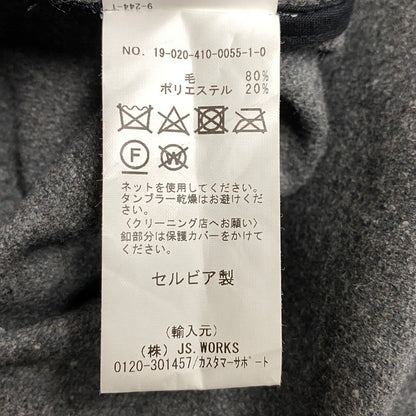 9-244-1
NO. 19-020-410-0055-1-0
毛 80%
ポリエステル 20%
F W
ネットを使用してください。
タンブラー乾燥はお避けください。
〈クリーニング店へお願い〉
釦部分は保護カバーをかけてください。
セルビア製
(輸入元)
(株) JS.WORKS
0120-301457/カスタマーサポート